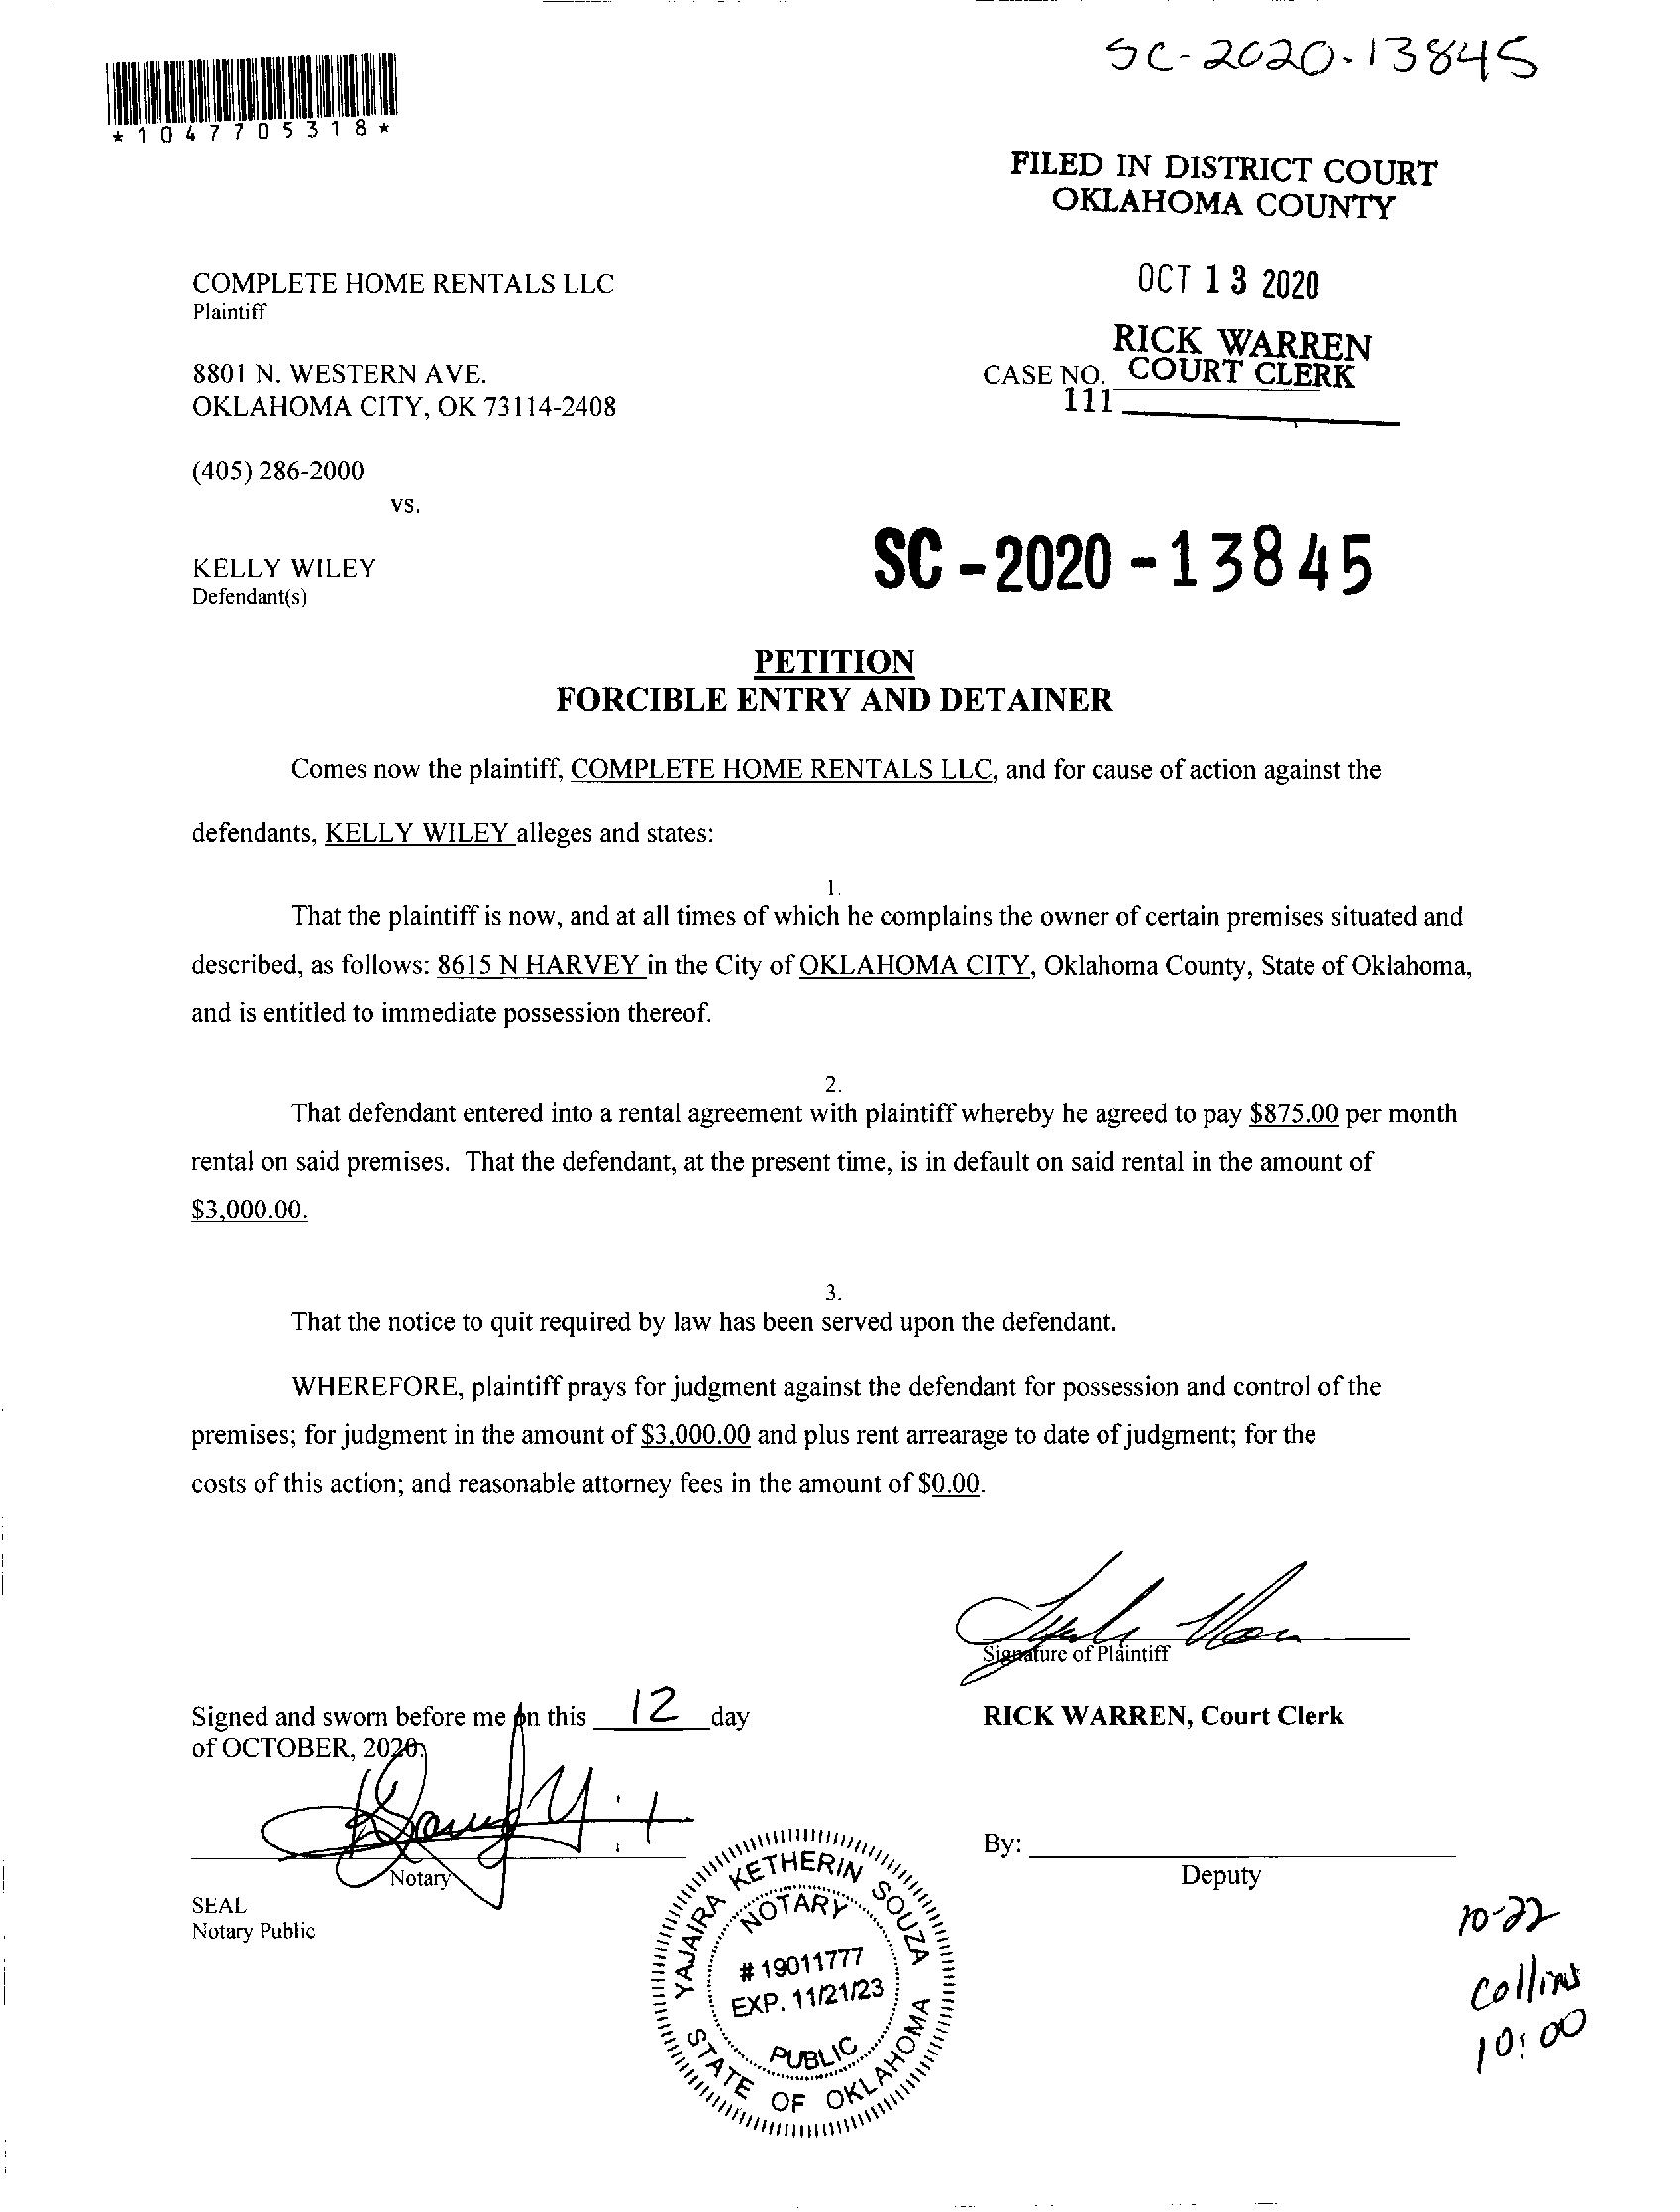 SC-2020-13845
*1047705318*
FILED IN DISTRICT COURT
OKLAHOMA COUNTY
OCT 13 2020
RICK WARREN
COURT CLERK
COMPLETE HOME RENTALS LLC
Plaintiff
8801 N. WESTERN AVE.
CASE NO.
OKLAHOMA CITY, OK 73114-2408
111
(405) 286-2000
vs.
KELLY WILEY
Defendant(s)
SC-2020-13845
PETITION
FORCIBLE ENTRY AND DETAINER
Comes now the plaintiff, COMPLETE HOME RENTALS LLC, and for cause of action against the
defendants, KELLY WILEY alleges and states:
1.
That the plaintiff is now, and at all times of which he complains the owner of certain premises situated and
described, as follows: 8615 N HARVEY in the City of OKLAHOMA CITY, Oklahoma County, State of Oklahoma,
and is entitled to immediate possession thereof.
2.
That defendant entered into a rental agreement with plaintiff whereby he agreed to pay $875.00 per month
rental on said premises. That the defendant, at the present time, is in default on said rental in the amount of
$3,000.00.
3.
That the notice to quit required by law has been served upon the defendant.
WHEREFORE, plaintiff prays for judgment against the defendant for possession and control of the
premises; for judgment in the amount of $3,000.00 and plus rent arrearage to date of judgment; for the
costs of this action; and reasonable attorney fees in the amount of $0.00.
Signature of Plaintiff
Signed and sworn before me on this 12 day
of OCTOBER, 2020.
RICK WARREN, Court Clerk
Notary
SEAL
Notary Public
By:
Deputy
YAJAIRA KETHERIN SOUZA
NOTARY
# 19011777
EXP. 11/21/23
PUBLIC
STATE OF OKLAHOMA
10-22
Collins
10:00